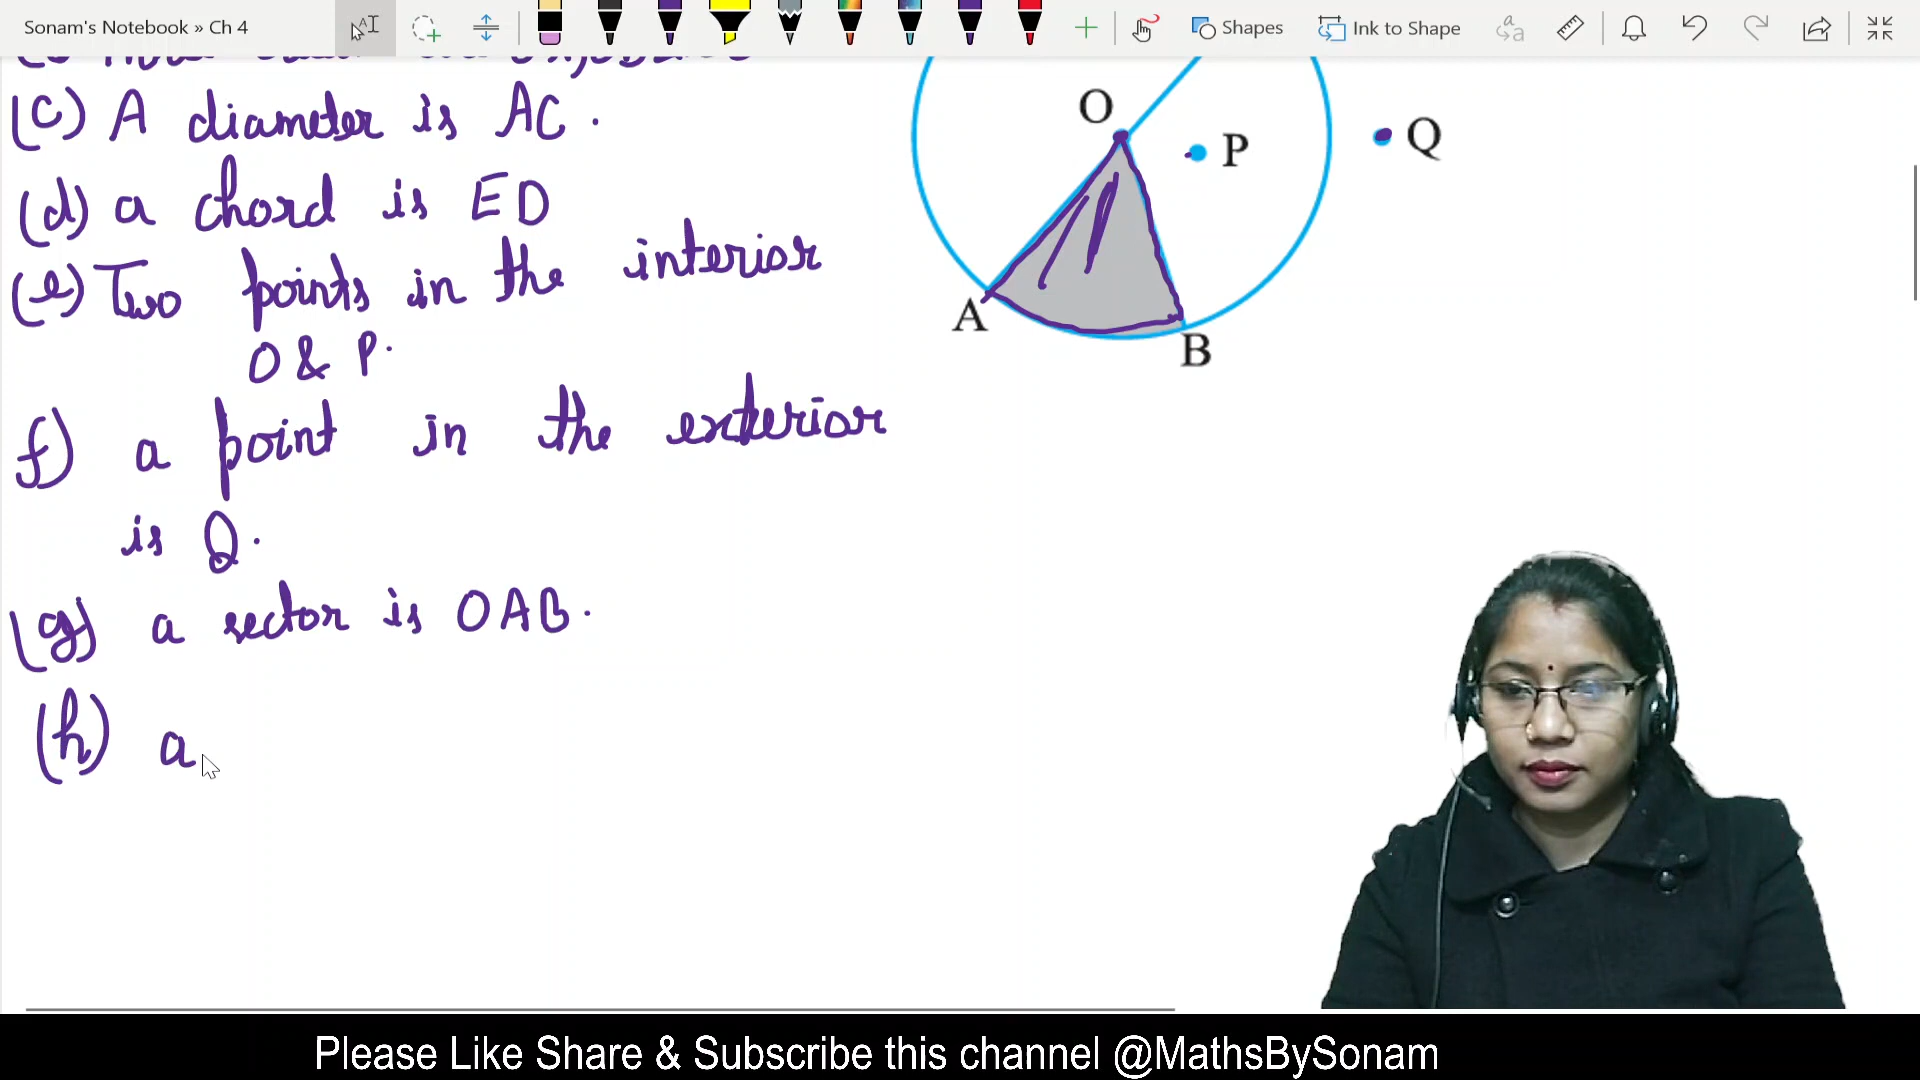 Sonam's Notebook » Ch 4
Shapes
Ink to Shape
(c) A diameter is AC.
(d) a chord is ED
(e) Two points in the interior
O & P.
f) a point in the exterior
is Q.
(g) a sector is OAB.
(h) a
O
P
Q
A
B
Please Like Share & Subscribe this channel @MathsBySonam